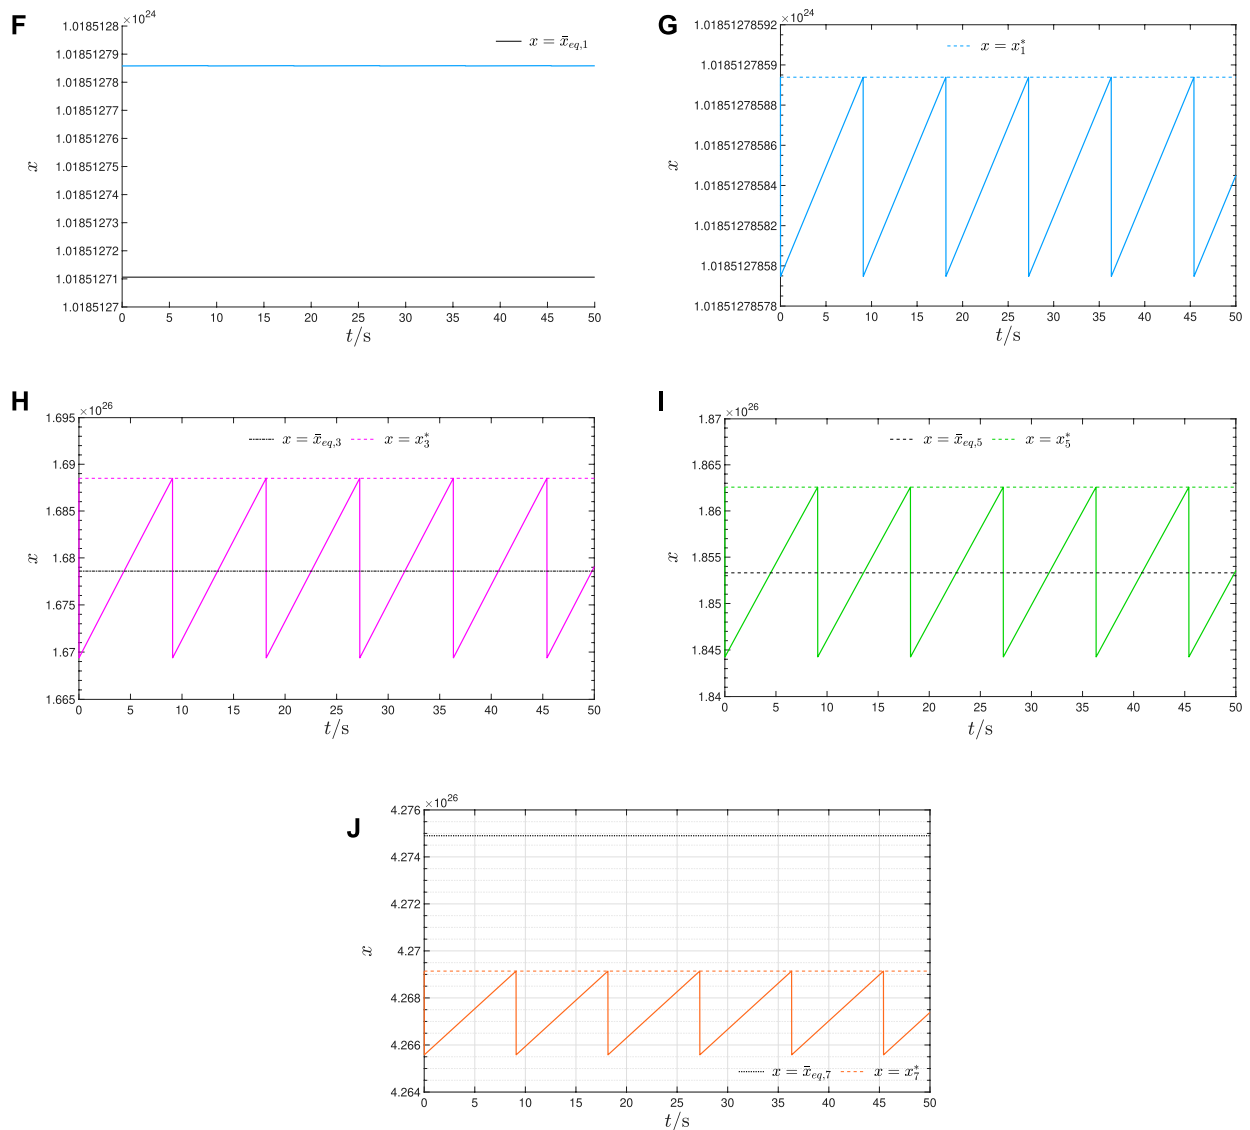 F
×10^24
1.0185128
1.01851279
1.01851278
1.01851277
1.01851276
1.01851275
1.01851274
1.01851273
1.01851272
1.01851271
1.0185127
x
x = x̄_{eq,1}
0 5 10 15 20 25 30 35 40 45 50
t/s
G
×10^24
1.01851278592
1.0185127859
1.01851278588
1.01851278586
1.01851278584
1.01851278582
1.0185127858
1.01851278578
x
x = x_1^*
0 5 10 15 20 25 30 35 40 45 50
t/s
H
×10^26
1.695
1.69
1.685
1.68
1.675
1.67
1.665
x
x = x̄_{eq,3} x = x_3^*
0 5 10 15 20 25 30 35 40 45 50
t/s
I
×10^26
1.87
1.865
1.86
1.855
1.85
1.845
1.84
x
x = x̄_{eq,5} x = x_5^*
0 5 10 15 20 25 30 35 40 45 50
t/s
J
×10^26
4.276
4.274
4.272
4.27
4.268
4.266
4.264
x
x = x̄_{eq,7} x = x_7^*
0 5 10 15 20 25 30 35 40 45 50
t/s